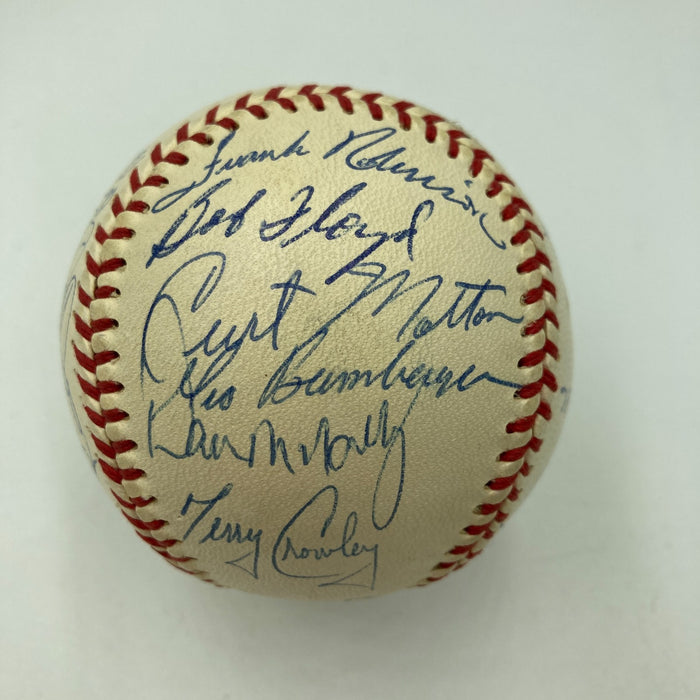 Frank Robinson
Bob Floyd
Curt Motton
Geo Bamberger
Dave McNally
Terry Crowley